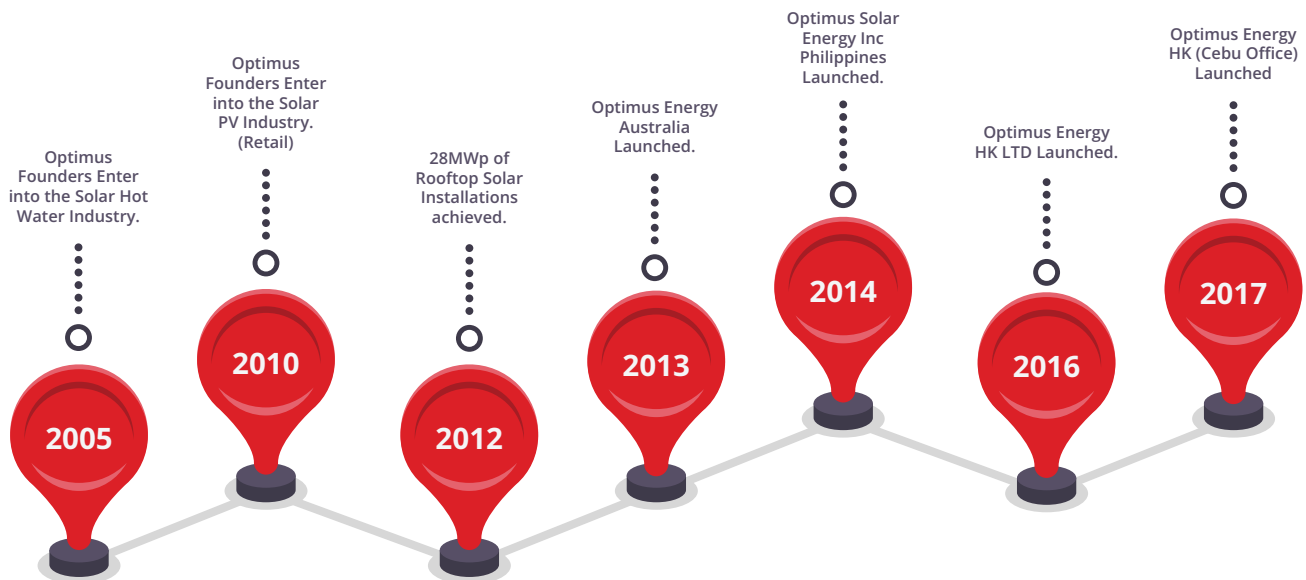 Optimus
Founders Enter
into the Solar Hot
Water Industry.
2005
Optimus
Founders Enter
into the Solar
PV Industry.
(Retail)
2010
28MWp of
Rooftop Solar
Installations
achieved.
2012
Optimus Energy
Australia
Launched.
2013
Optimus Solar
Energy Inc
Philippines
Launched.
2014
Optimus Energy
HK LTD Launched.
2016
Optimus Energy
HK (Cebu Office)
Launched
2017